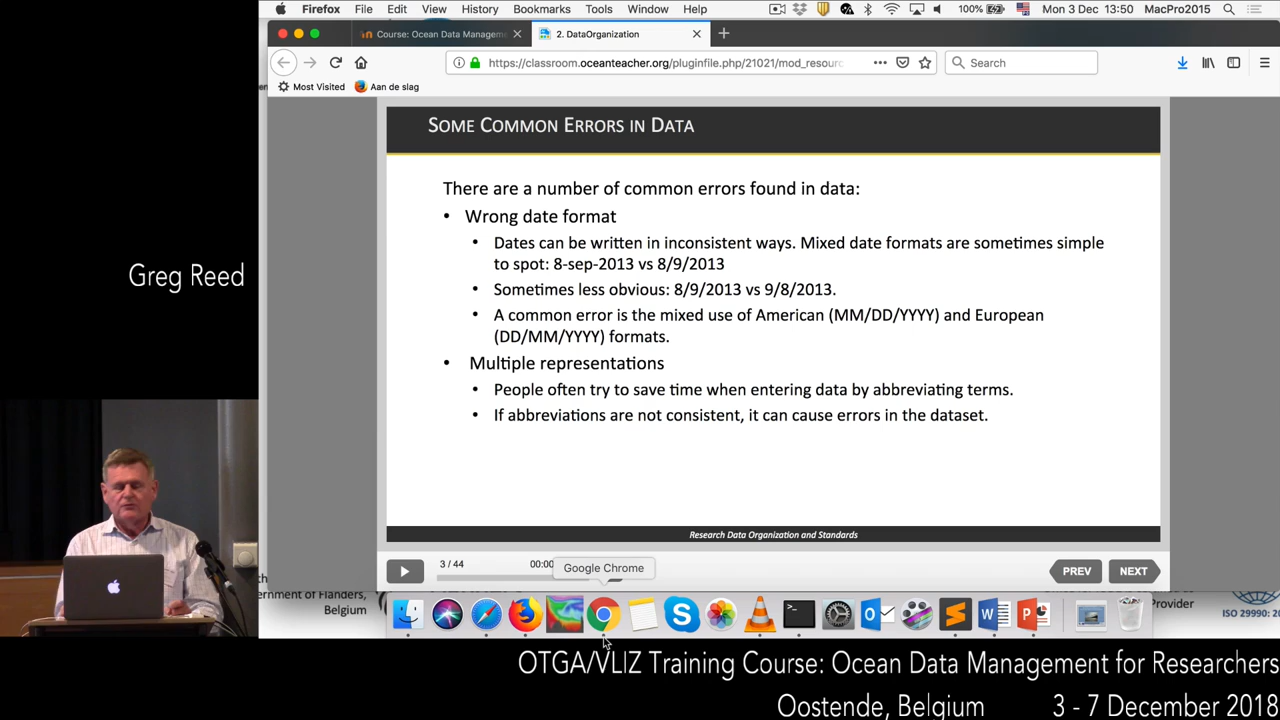 Firefox File Edit View History Bookmarks Tools Window Help 100% Mon 3 Dec 13:50 MacPro2015
Course: Ocean Data Managem 2. DataOrganization
https://classroom.oceanteacher.org/pluginfile.php/21021/mod_resourc Search
Most Visited Aan de slag
SOME COMMON ERRORS IN DATA
There are a number of common errors found in data:
• Wrong date format
• Dates can be written in inconsistent ways. Mixed date formats are sometimes simple
to spot: 8-sep-2013 vs 8/9/2013
• Sometimes less obvious: 8/9/2013 vs 9/8/2013.
• A common error is the mixed use of American (MM/DD/YYYY) and European
(DD/MM/YYYY) formats.
• Multiple representations
• People often try to save time when entering data by abbreviating terms.
• If abbreviations are not consistent, it can cause errors in the dataset.
Research Data Organization and Standards
3 / 44 00:00 PREV NEXT
Google Chrome
Greg Reed
ernment of Flanders,
Belgium
Provider
ISO 29990: 20
OTGA/VLIZ Training Course: Ocean Data Management for Researchers
Oostende, Belgium 3 - 7 December 2018